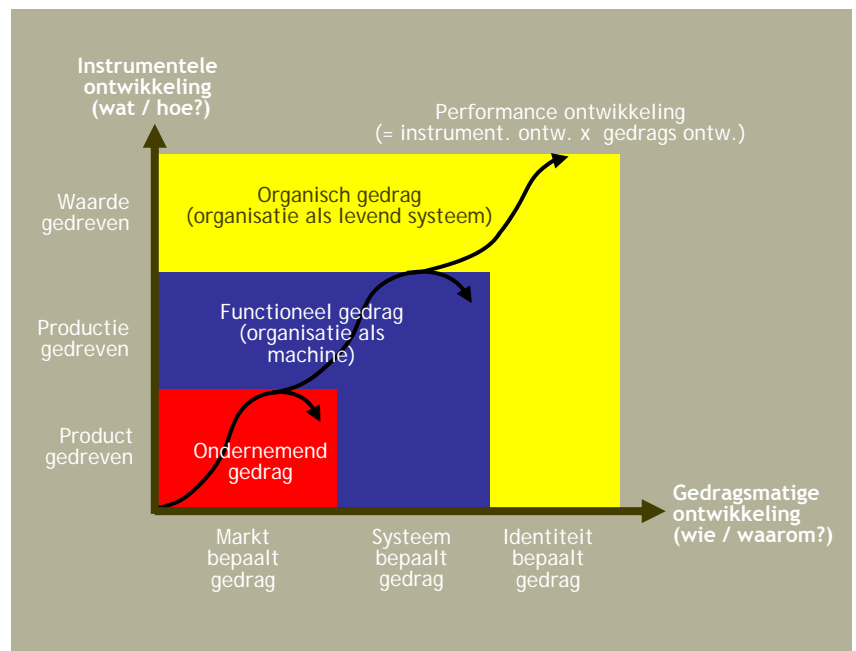 Instrumentele
ontwikkeling
(wat / hoe?)
Performance ontwikkeling
(= instrument. ontw. x gedrags ontw.)
Waarde
gedreven
Organisch gedrag
(organisatie als levend systeem)
Productie
gedreven
Functioneel gedrag
(organisatie als
machine)
Product
gedreven
Ondernemend
gedrag
Gedragsmatige
ontwikkeling
(wie / waarom?)
Markt
bepaalt
gedrag
Systeem
bepaalt
gedrag
Identiteit
bepaalt
gedrag